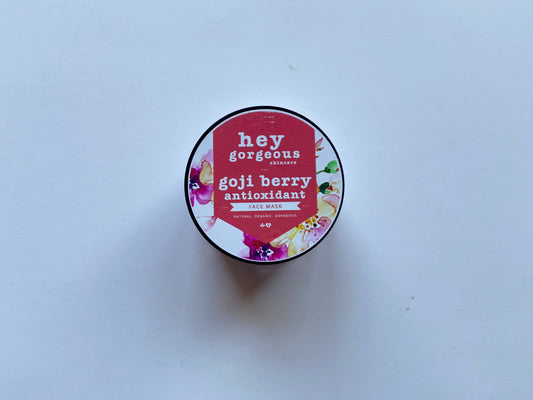 hey
gorgeous
skincare
goji berry
antioxidant
FACE MASK
NATURAL. ORGANIC. GORGEOUS.